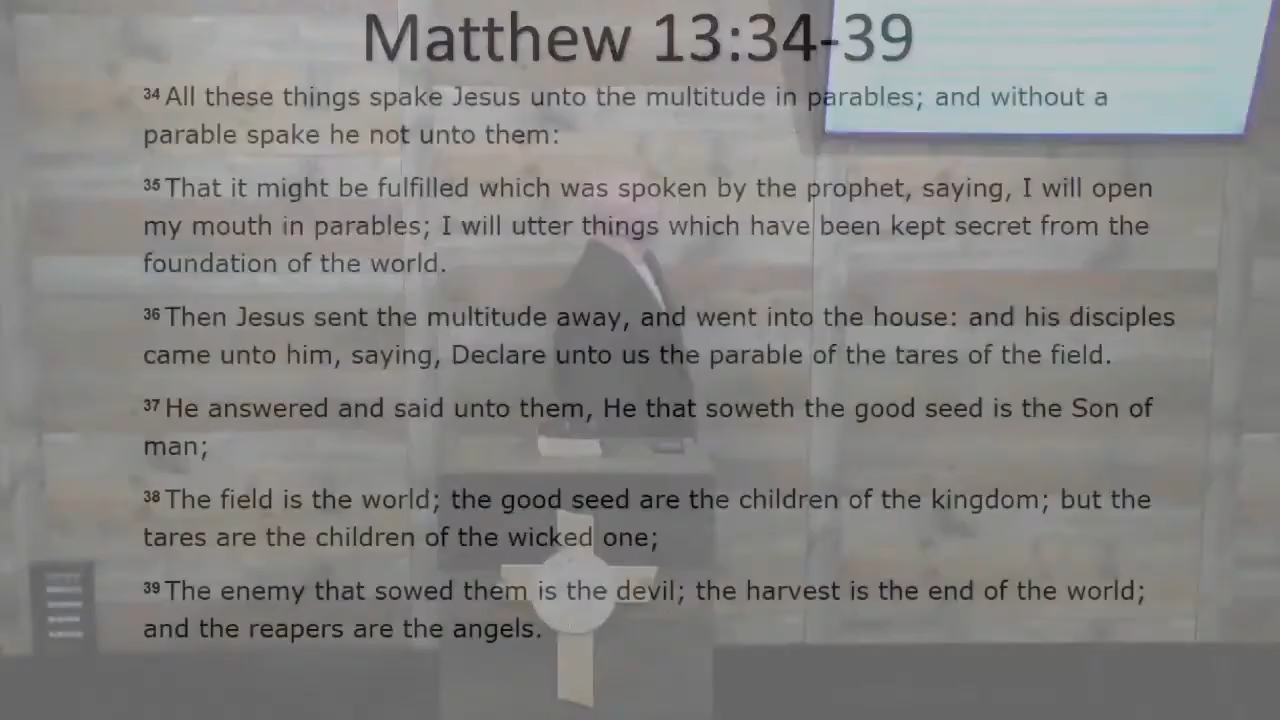 Matthew 13:34-39
34 All these things spake Jesus unto the multitude in parables; and without a
parable spake he not unto them:
35 That it might be fulfilled which was spoken by the prophet, saying, I will open
my mouth in parables; I will utter things which have been kept secret from the
foundation of the world.
36 Then Jesus sent the multitude away, and went into the house: and his disciples
came unto him, saying, Declare unto us the parable of the tares of the field.
37 He answered and said unto them, He that soweth the good seed is the Son of
man;
38 The field is the world; the good seed are the children of the kingdom; but the
tares are the children of the wicked one;
39 The enemy that sowed them is the devil; the harvest is the end of the world;
and the reapers are the angels.